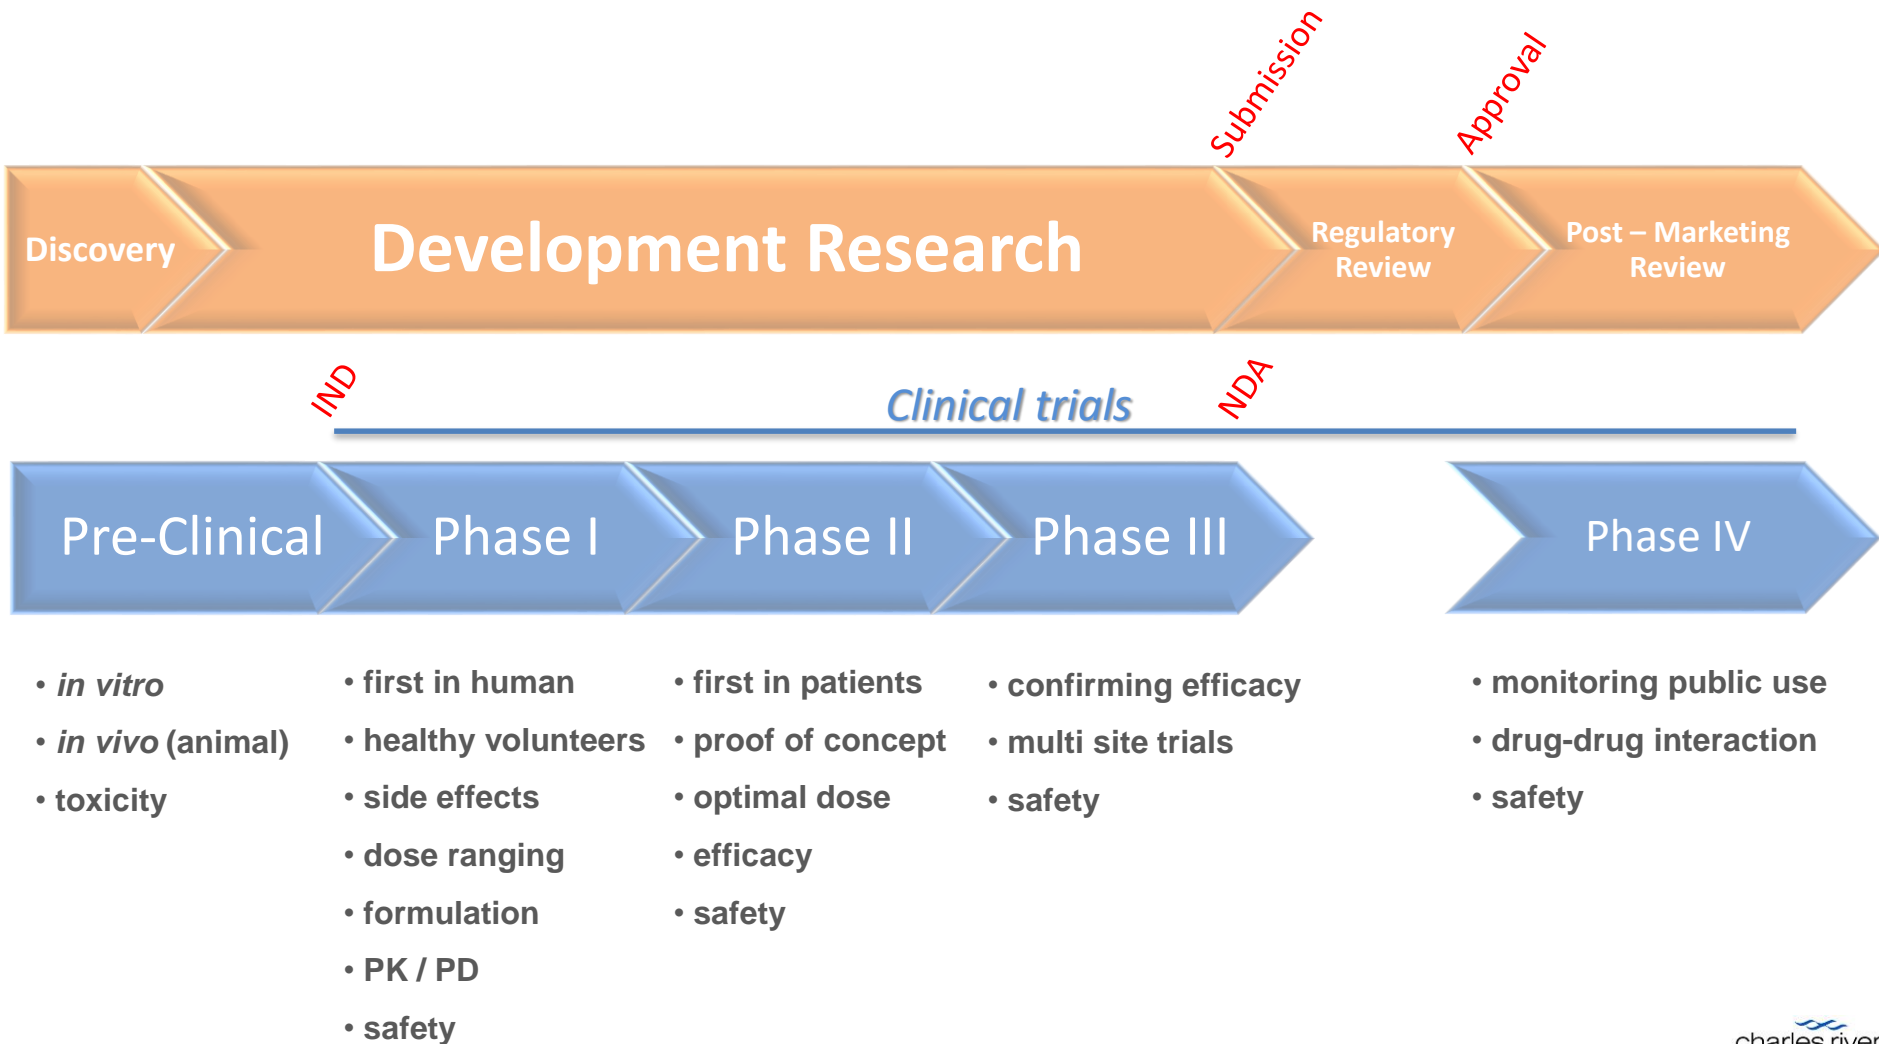 Submission
Approval
Discovery
Development Research
Regulatory
Review
Post – Marketing
Review
IND
Clinical trials
NDA
Pre-Clinical
Phase I
Phase II
Phase III
Phase IV
• in vitro
• in vivo (animal)
• toxicity
• first in human
• healthy volunteers
• side effects
• dose ranging
• formulation
• PK / PD
• safety
• first in patients
• proof of concept
• optimal dose
• efficacy
• safety
• confirming efficacy
• multi site trials
• safety
• monitoring public use
• drug-drug interaction
• safety
charles river